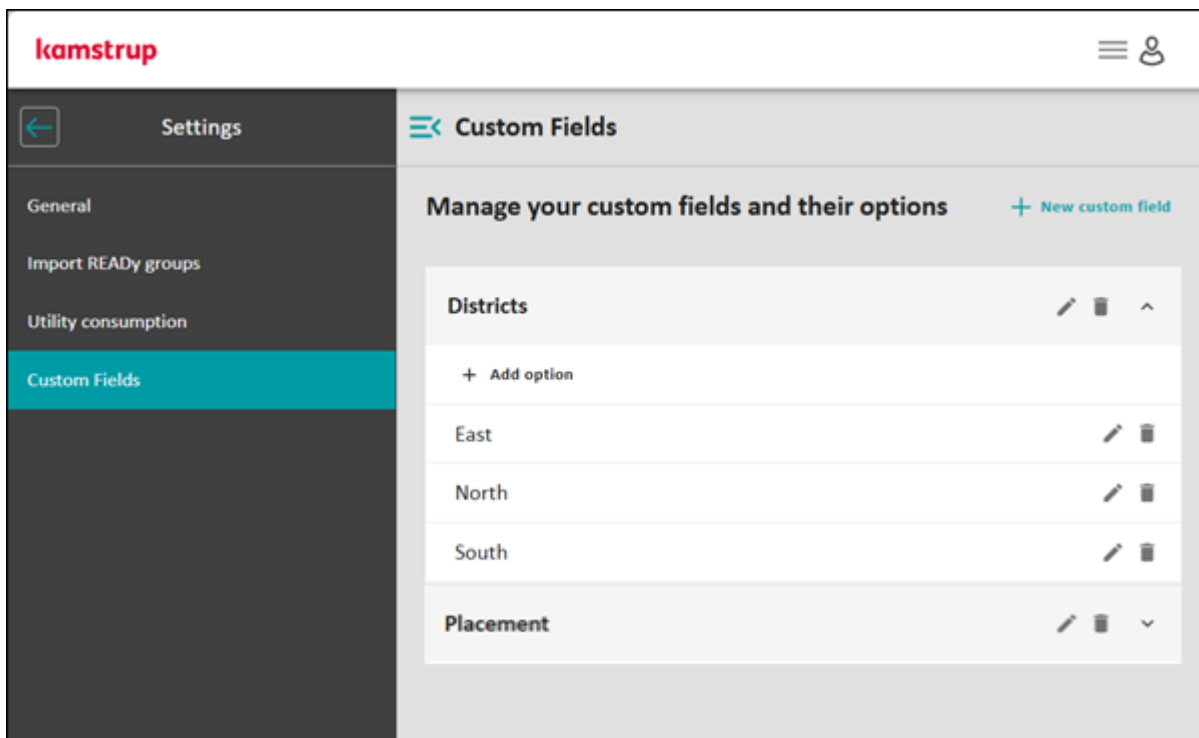 kamstrup
Settings
Custom Fields
General
Import READy groups
Utility consumption
Custom Fields
Manage your custom fields and their options
+ New custom field
Districts
+ Add option
East
North
South
Placement